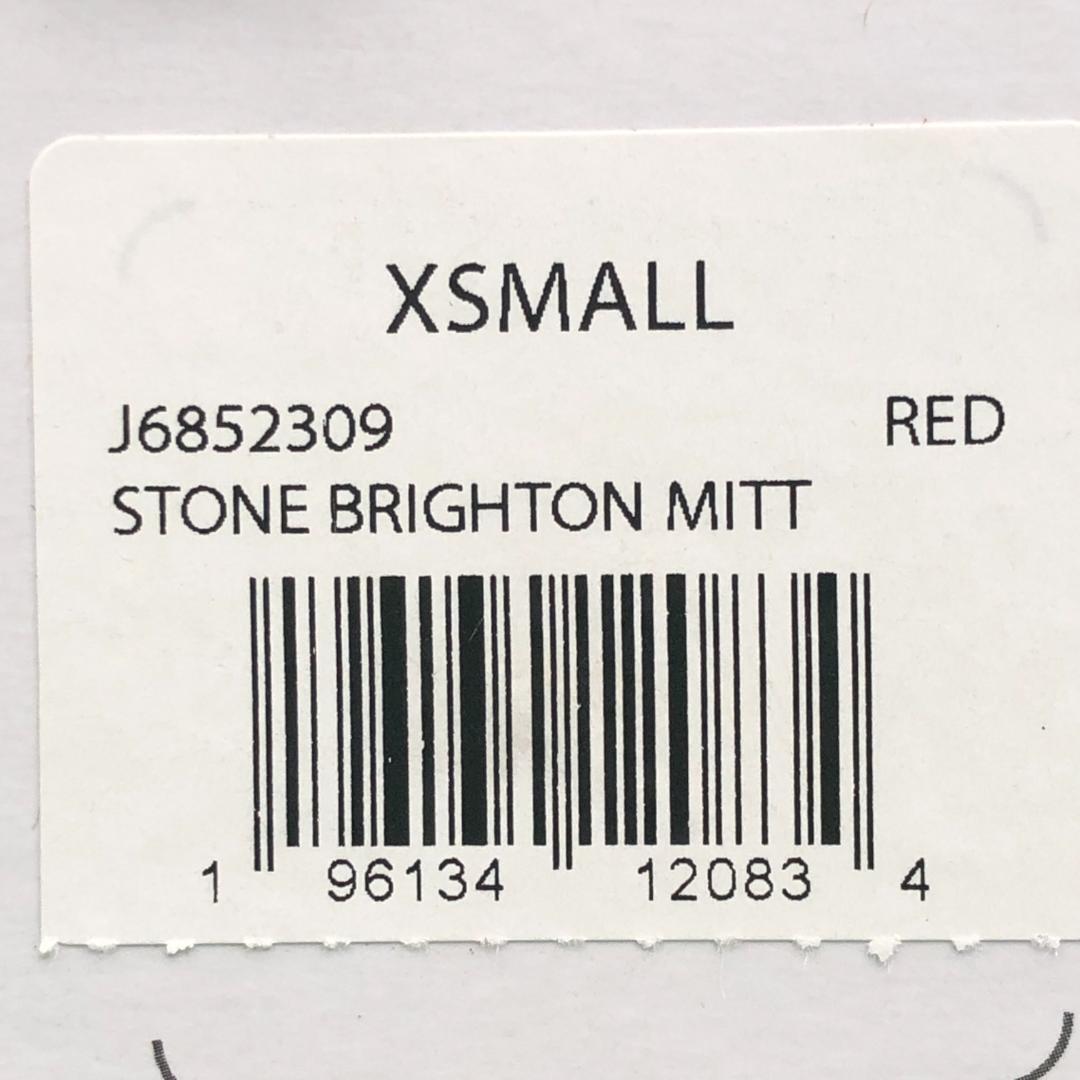 XSMALL
J6852309 RED
STONE BRIGHTON MITT
1 96134 12083 4